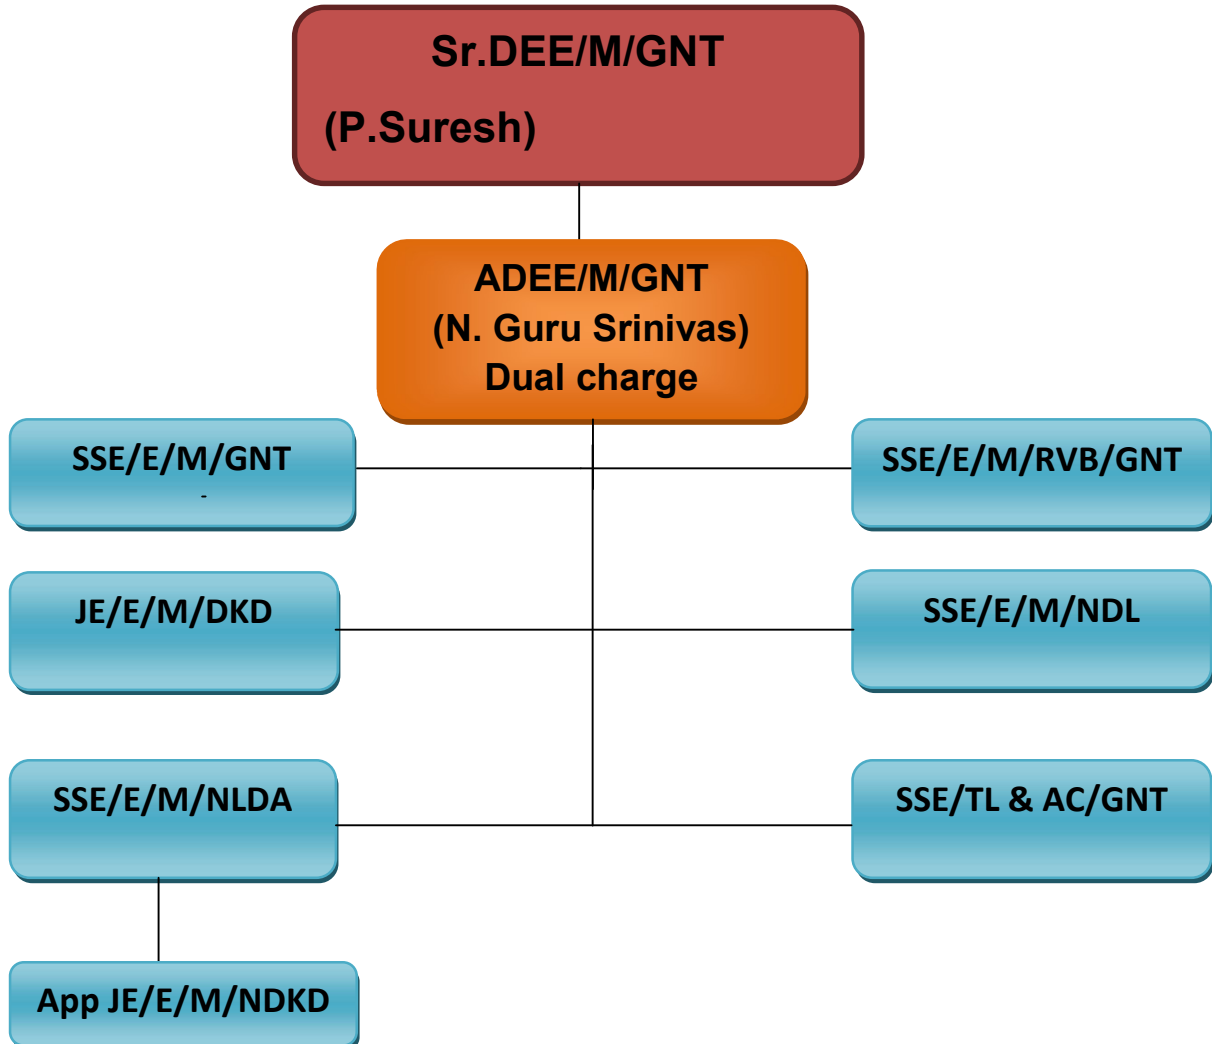 Sr.DEE/M/GNT
(P.Suresh)
ADEE/M/GNT
(N. Guru Srinivas)
Dual charge
SSE/E/M/GNT
-
SSE/E/M/RVB/GNT
JE/E/M/DKD
SSE/E/M/NDL
SSE/E/M/NLDA
SSE/TL & AC/GNT
App JE/E/M/NDKD